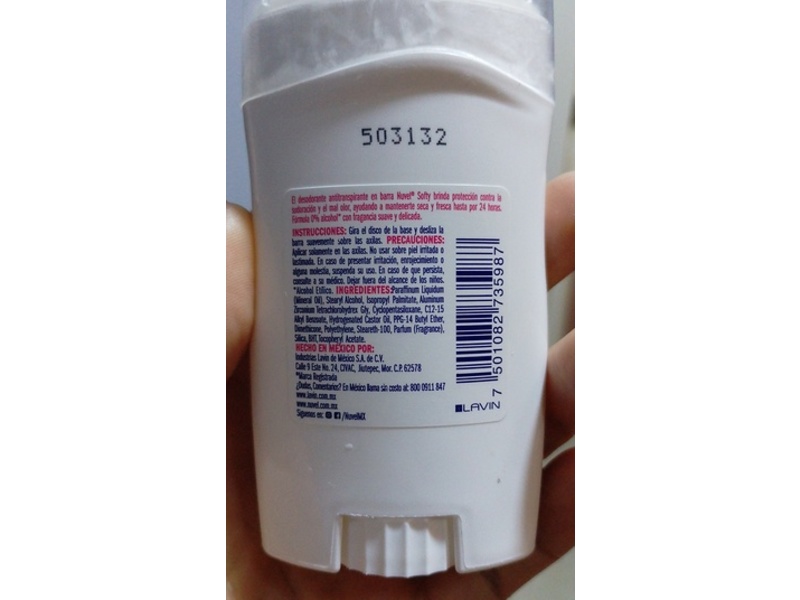 503132
El desodorante antitranspirante en barra Nuvel® Softy brinda protección contra la
sudoración y el mal olor, ayudando a mantenerte seca y fresca hasta por 24 horas.
Fórmula 0% alcohol* con fragancia suave y delicada.
INSTRUCCIONES: Gira el disco de la base y desliza la
barra suavemente sobre las axilas. PRECAUCIONES:
Aplicar solamente en las axilas. No usar sobre piel irritada o
lastimada. En caso de presentar irritación, enrojecimiento o
alguna molestia, suspenda su uso. En caso de que persista,
consulte a su médico. Dejar fuera del alcance de los niños.
*Alcohol Etílico. INGREDIENTES:Paraffinum Liquidum
(Mineral Oil), Stearyl Alcohol, Isopropyl Palmitate, Aluminum
Zirconium Tetrachlorohydrex Gly, Cyclopentasiloxane, C12-15
Alkyl Benzoate, Hydrogenated Castor Oil, PPG-14 Butyl Ether,
Dimethicone, Polyethylene, Steareth-100, Parfum (Fragrance),
Silica, BHT, Tocopheryl Acetate.
HECHO EN MÉXICO POR:
Industrias Lavin de México S.A. de C.V.
Calle 9 Este No. 24, CIVAC, Jiutepec, Mor. C.P. 62578
®Marca Registrada
¿Dudas, Comentarios? En México llama sin costo al: 800 0911 847
www.lavin.com.mx
www.nuvel.com.mx
Síguenos en: /NuvelMX
7 501082 735987
LAVIN